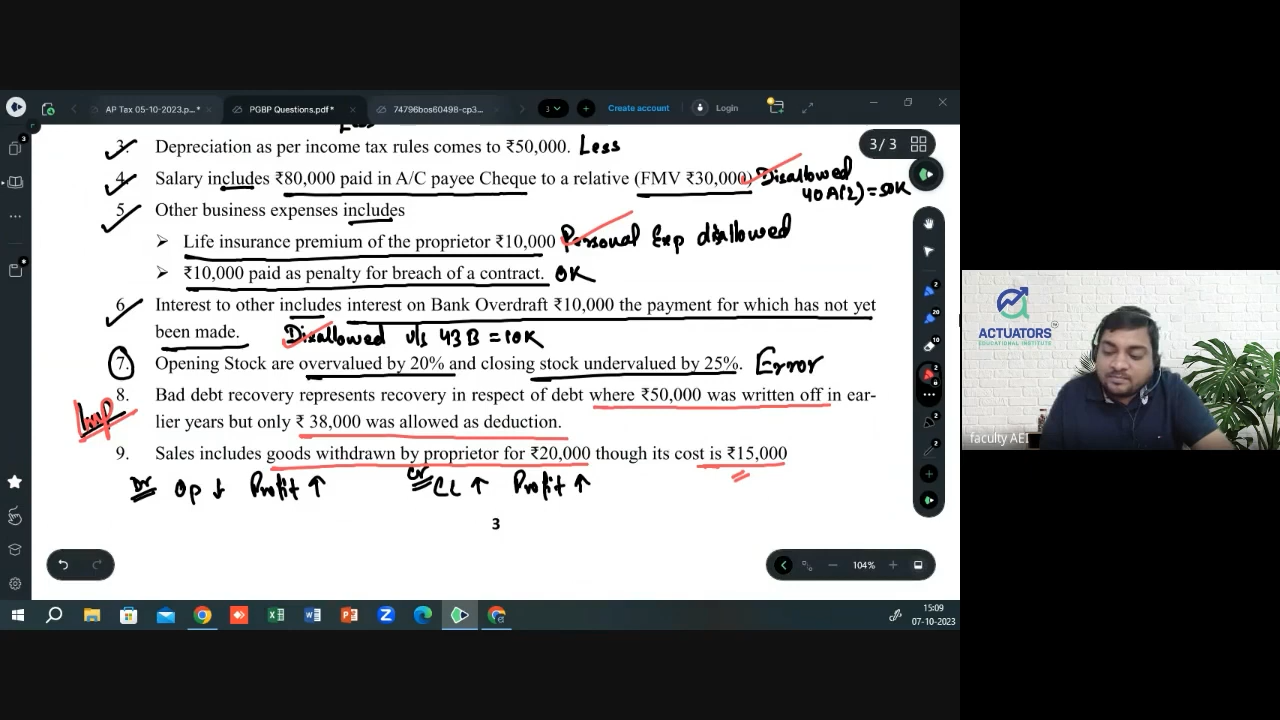 AP Tax 05-10-2023.p... *
PGBP Questions.pdf *
74796bos60498-cp3...
3
Create account
Login
Less
3. Depreciation as per income tax rules comes to ₹50,000. Less
3 / 3
4. Salary includes ₹80,000 paid in A/C payee Cheque to a relative (FMV ₹30,000) Disallowed
40A(2) = 50K
5. Other business expenses includes
➢ Life insurance premium of the proprietor ₹10,000 Personal Exp disallowed
➢ ₹10,000 paid as penalty for breach of a contract. OK
6. Interest to other includes interest on Bank Overdraft ₹10,000 the payment for which has not yet
been made. Disallowed u/s 43B = 10K
7. Opening Stock are overvalued by 20% and closing stock undervalued by 25%. Error
8. Bad debt recovery represents recovery in respect of debt where ₹50,000 was written off in ear-
Imp
lier years but only ₹ 38,000 was allowed as deduction.
9. Sales includes goods withdrawn by proprietor for ₹20,000 though its cost is ₹15,000
Dr Op ↓ Profit ↑ Cr CL ↑ Profit ↑
3
104%
15:09
07-10-2023
ACTUATORS
EDUCATIONAL INSTITUTE
faculty AEI